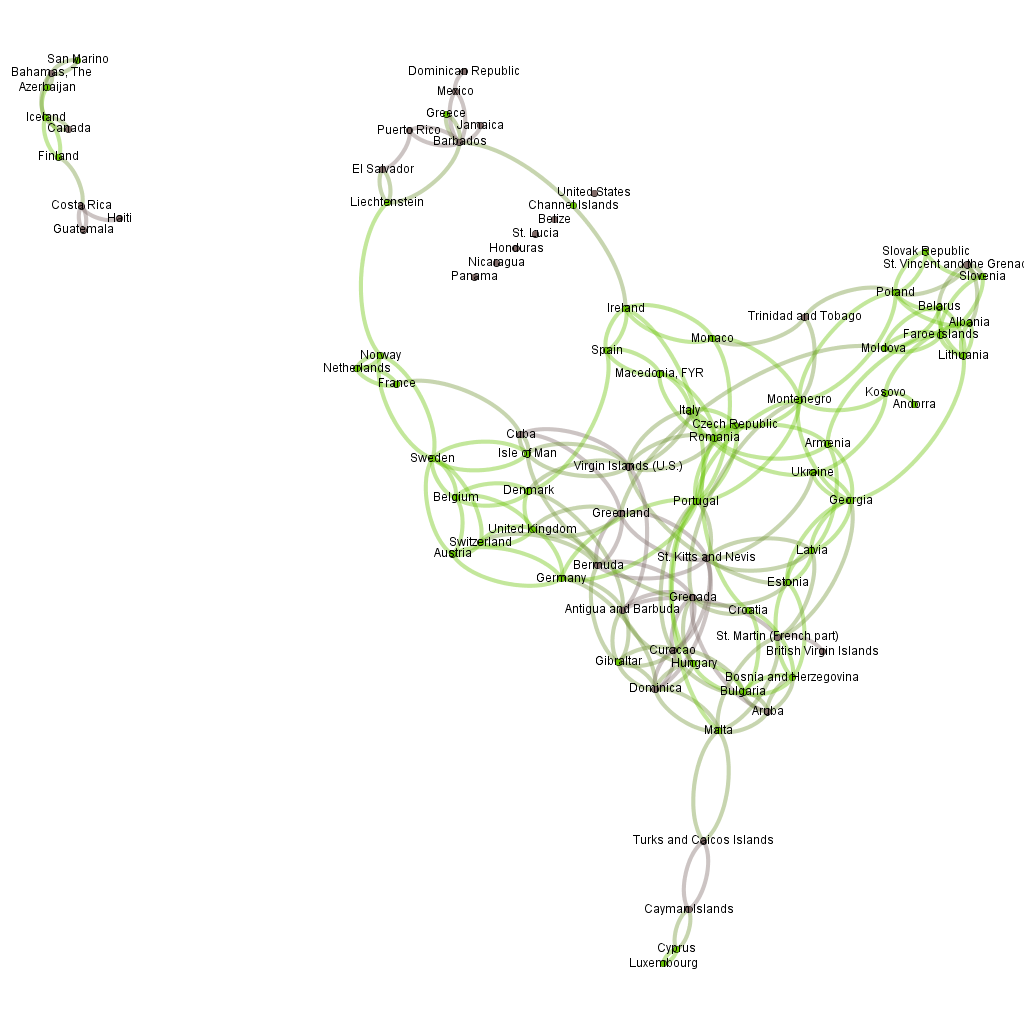 San Marino
Bahamas, The
Azerbaijan
Iceland
Canada
Finland
Costa Rica
Haiti
Guatemala
Dominican Republic
Mexico
Greece
Jamaica
Puerto Rico
Barbados
El Salvador
Liechtenstein
United States
Channel Islands
Belize
St. Lucia
Honduras
Nicaragua
Panama
Slovak Republic
St. Vincent and the Grenad
Slovenia
Poland
Belarus
Trinidad and Tobago
Albania
Faroe Islands
Ireland
Monaco
Moldova
Lithuania
Spain
Norway
Netherlands
France
Macedonia, FYR
Kosovo
Andorra
Montenegro
Italy
Czech Republic
Romania
Cuba
Armenia
Isle of Man
Sweden
Virgin Islands (U.S.)
Ukraine
Denmark
Belgium
Portugal
Georgia
Greenland
United Kingdom
Switzerland
Austria
Latvia
St. Kitts and Nevis
Bermuda
Germany
Estonia
Grenada
Antigua and Barbuda
Croatia
St. Martin (French part)
British Virgin Islands
Curacao
Gibraltar
Hungary
Bosnia and Herzegovina
Dominica
Bulgaria
Aruba
Malta
Turks and Caicos Islands
Cayman Islands
Cyprus
Luxembourg